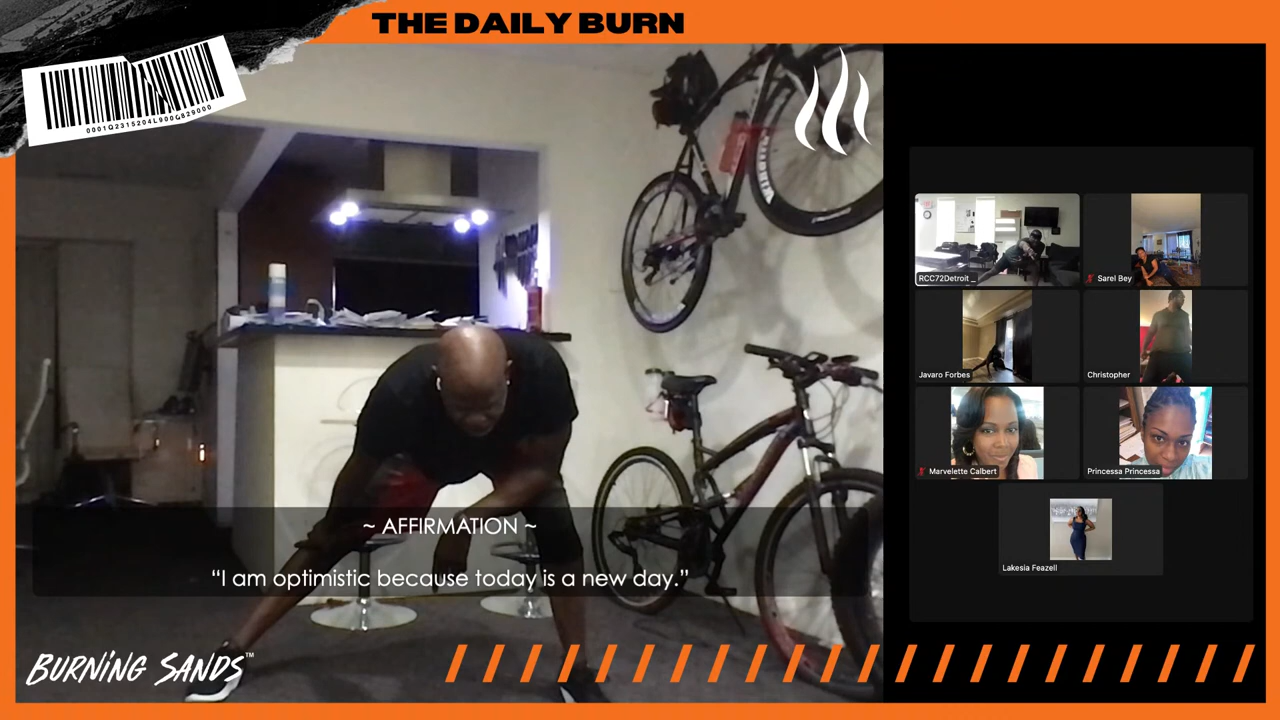 THE DAILY BURN
0001Q2315204L900G829000
~ AFFIRMATION ~
“I am optimistic because today is a new day.”
BURNING SANDS™
RCC72Detroit _
Sarel Bey
Javaro Forbes
Christopher
Marvelette Calbert
Princessa Princessa
Lakesia Feazell